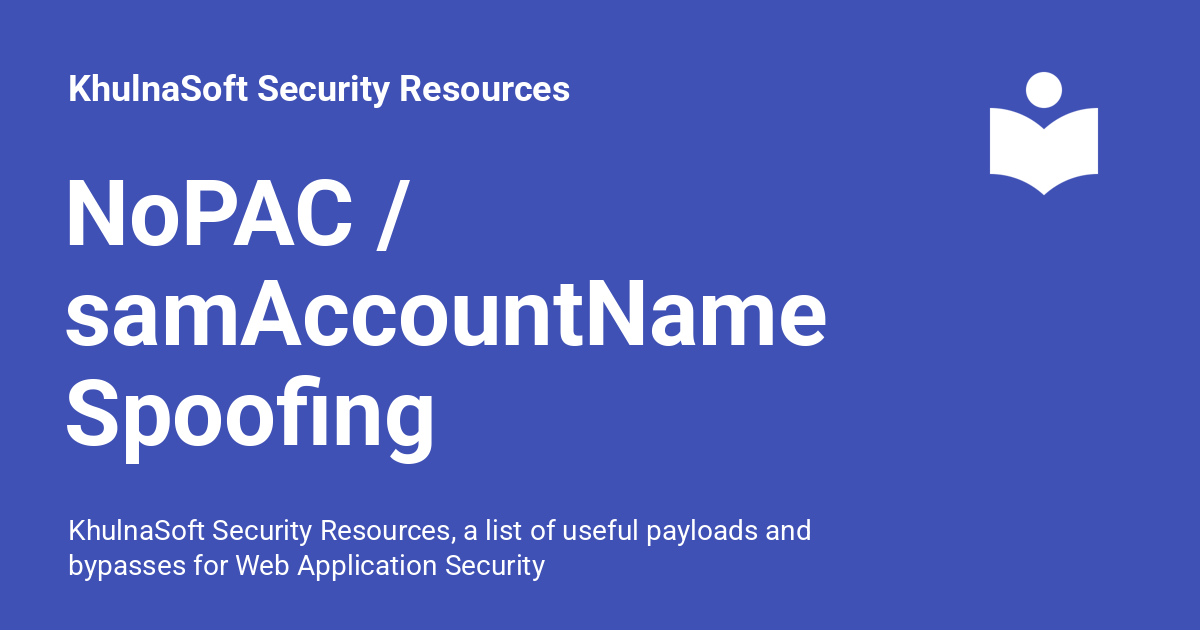 KhulnaSoft Security Resources
NoPAC /
samAccountName
Spoofing
KhulnaSoft Security Resources, a list of useful payloads and
bypasses for Web Application Security